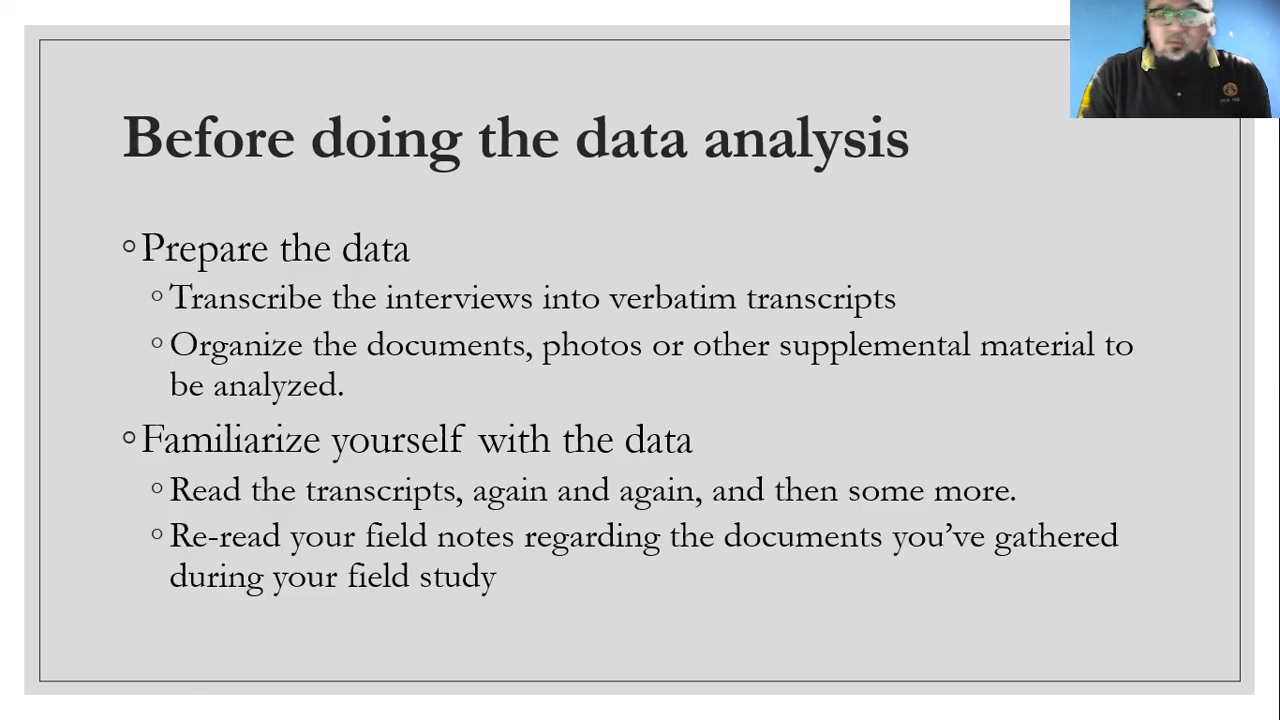 Before doing the data analysis
◦Prepare the data
◦Transcribe the interviews into verbatim transcripts
◦Organize the documents, photos or other supplemental material to
be analyzed.
◦Familiarize yourself with the data
◦Read the transcripts, again and again, and then some more.
◦Re-read your field notes regarding the documents you’ve gathered
during your field study